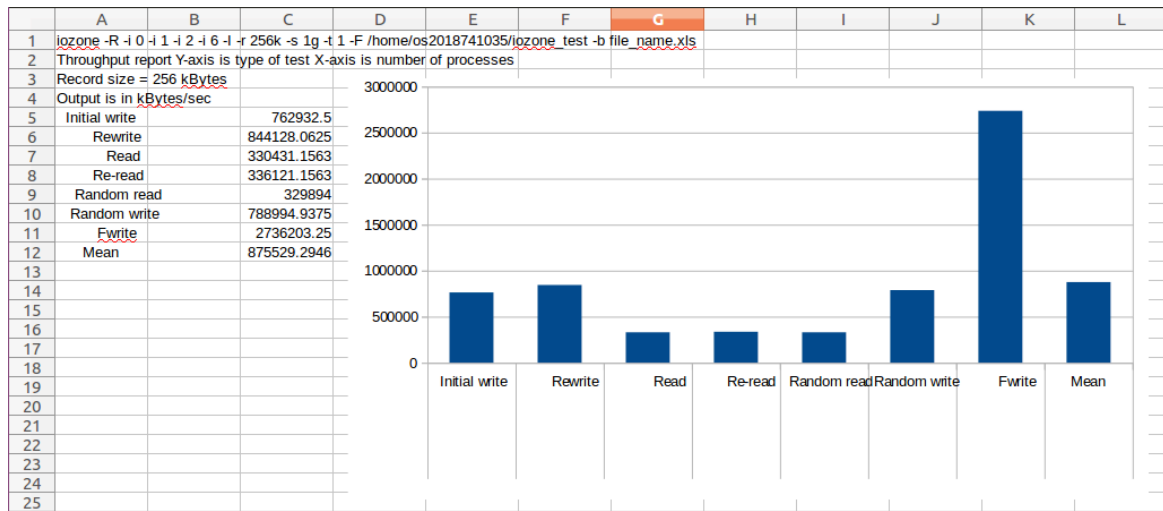 A B C D E F G H I J K L
1 iozone -R -i 0 -i 1 -i 2 -i 6 -I -r 256k -s 1g -t 1 -F /home/os2018741035/iozone_test -b file_name.xls
2 Throughput report Y-axis is type of test X-axis is number of processes
3 Record size = 256 kBytes
4 Output is in kBytes/sec
5 Initial write 762932.5
6 Rewrite 844128.0625
7 Read 330431.1563
8 Re-read 336121.1563
9 Random read 329894
10 Random write 788994.9375
11 Fwrite 2736203.25
12 Mean 875529.2946
13
14
15
16
17
18
19
20
21
22
23
24
25
3000000
2500000
2000000
1500000
1000000
500000
0
Initial write Rewrite Read Re-read Random read Random write Fwrite Mean